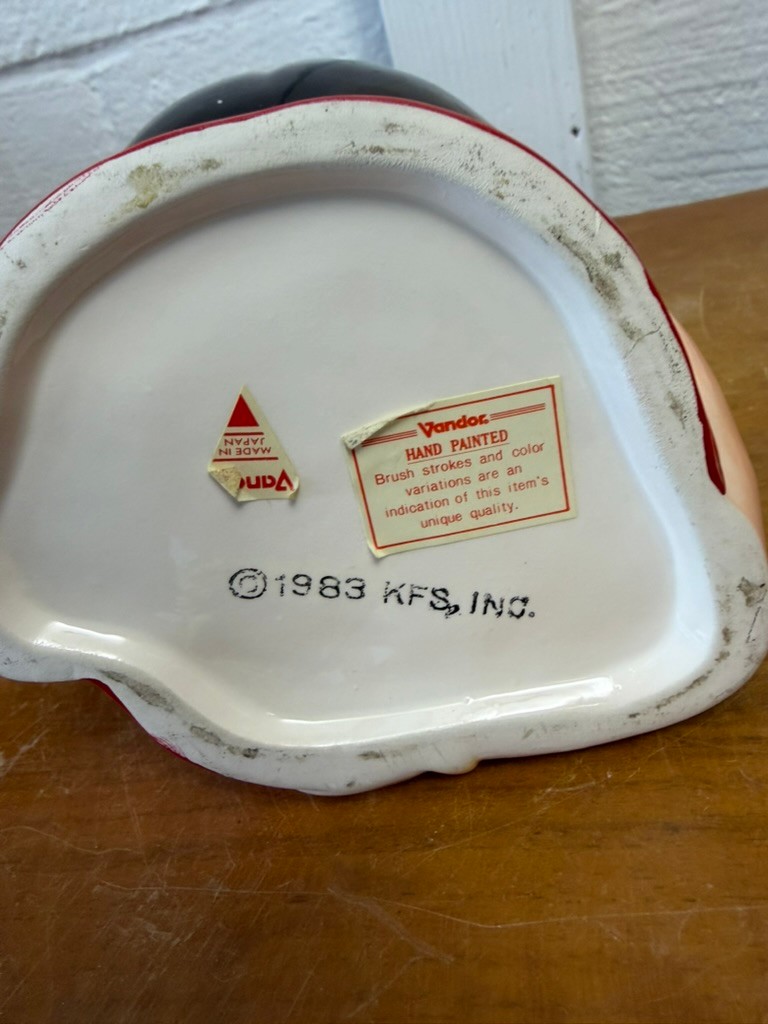 MADE IN
JAPAN
Vandor
HAND PAINTED
Brush strokes and color
variations are an
indication of this item's
unique quality.
©1983 KFS, INC.